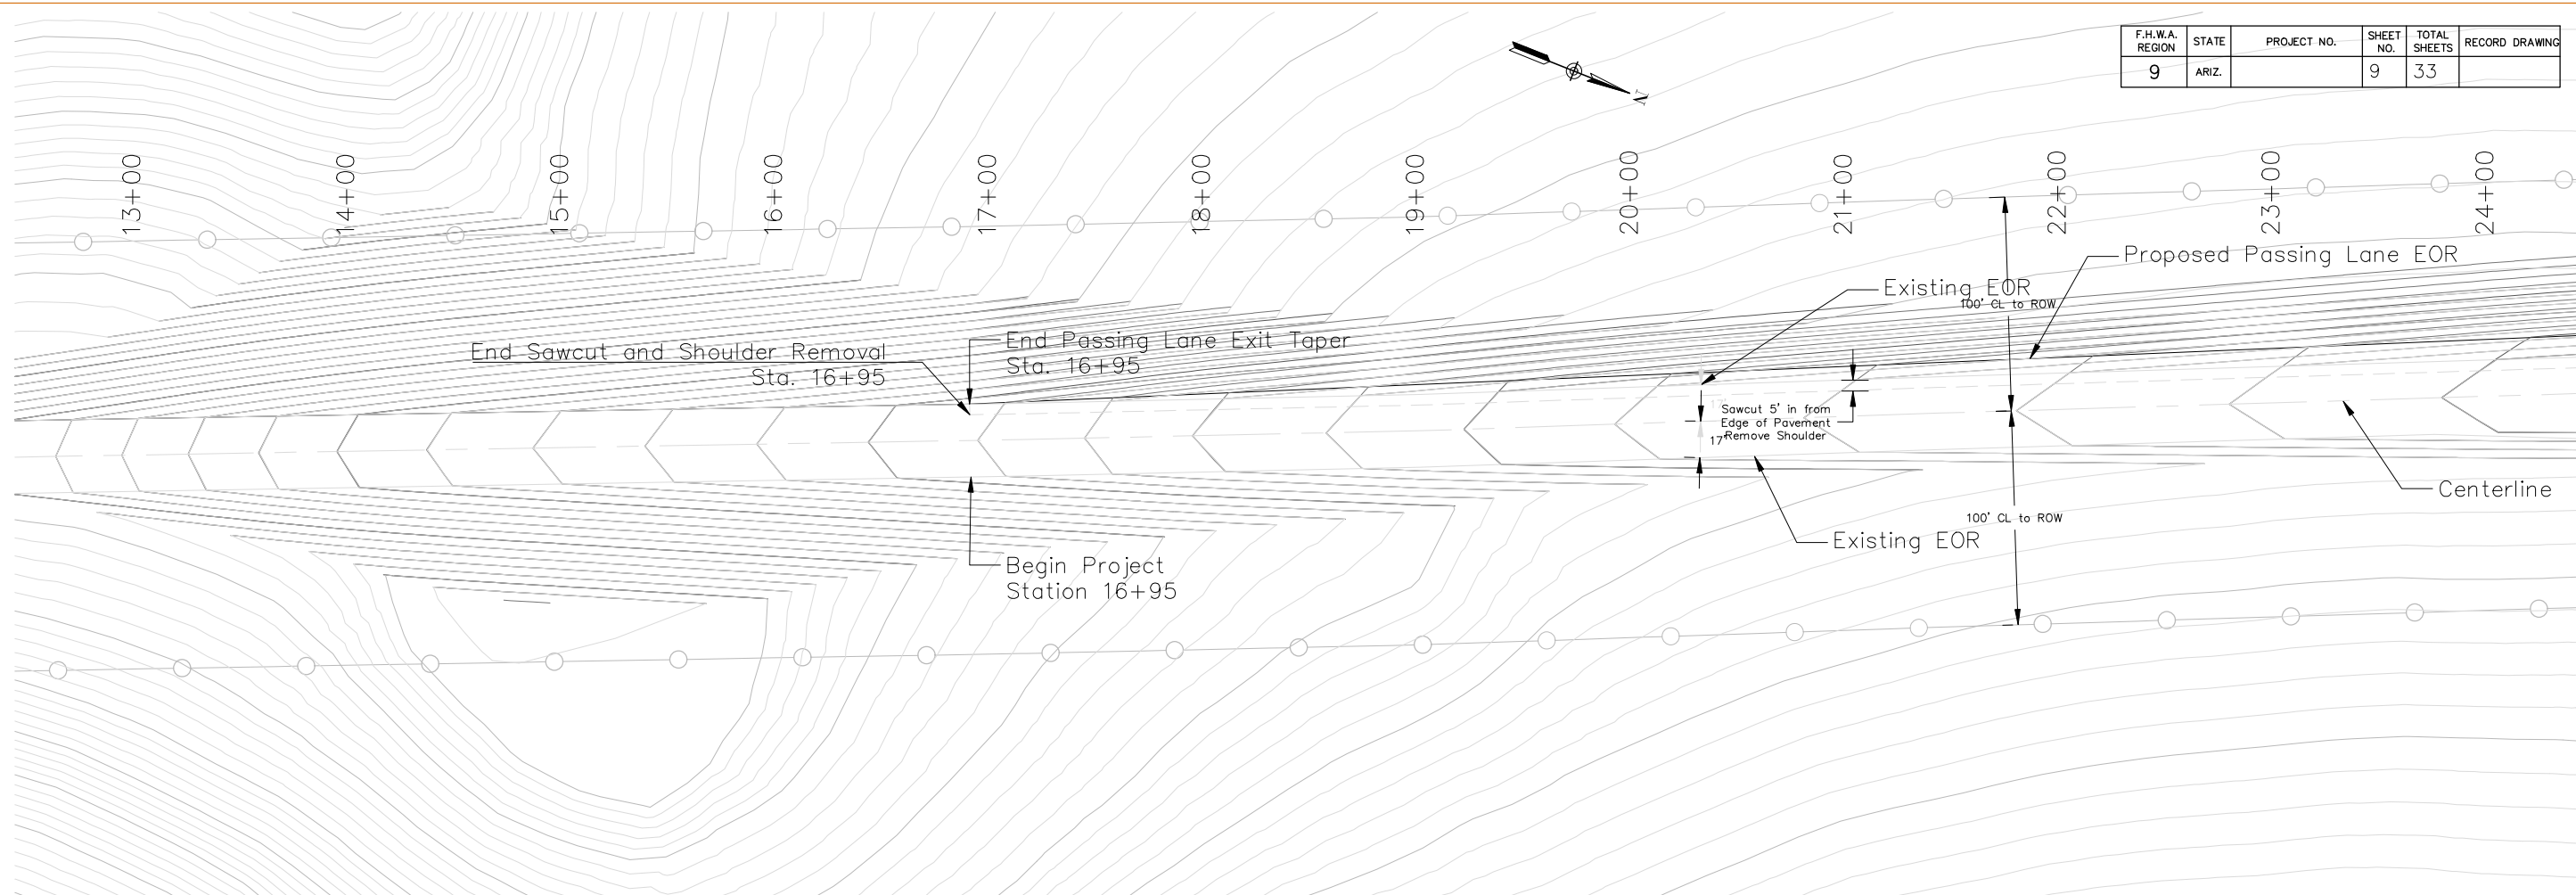 F.H.W.A. REGION STATE PROJECT NO. SHEET NO. TOTAL SHEETS RECORD DRAWING
9 ARIZ. 9 33
N
13+00 14+00 15+00 16+00 17+00 18+00 19+00 20+00 21+00 22+00 23+00 24+00
Proposed Passing Lane EOR
Existing EOR
100' CL to ROW
End Passing Lane Exit Taper
Sta. 16+95
End Sawcut and Shoulder Removal
Sta. 16+95
17'
Sawcut 5' in from
Edge of Pavement
Remove Shoulder
17'
Centerline
100' CL to ROW
Existing EOR
Begin Project
Station 16+95